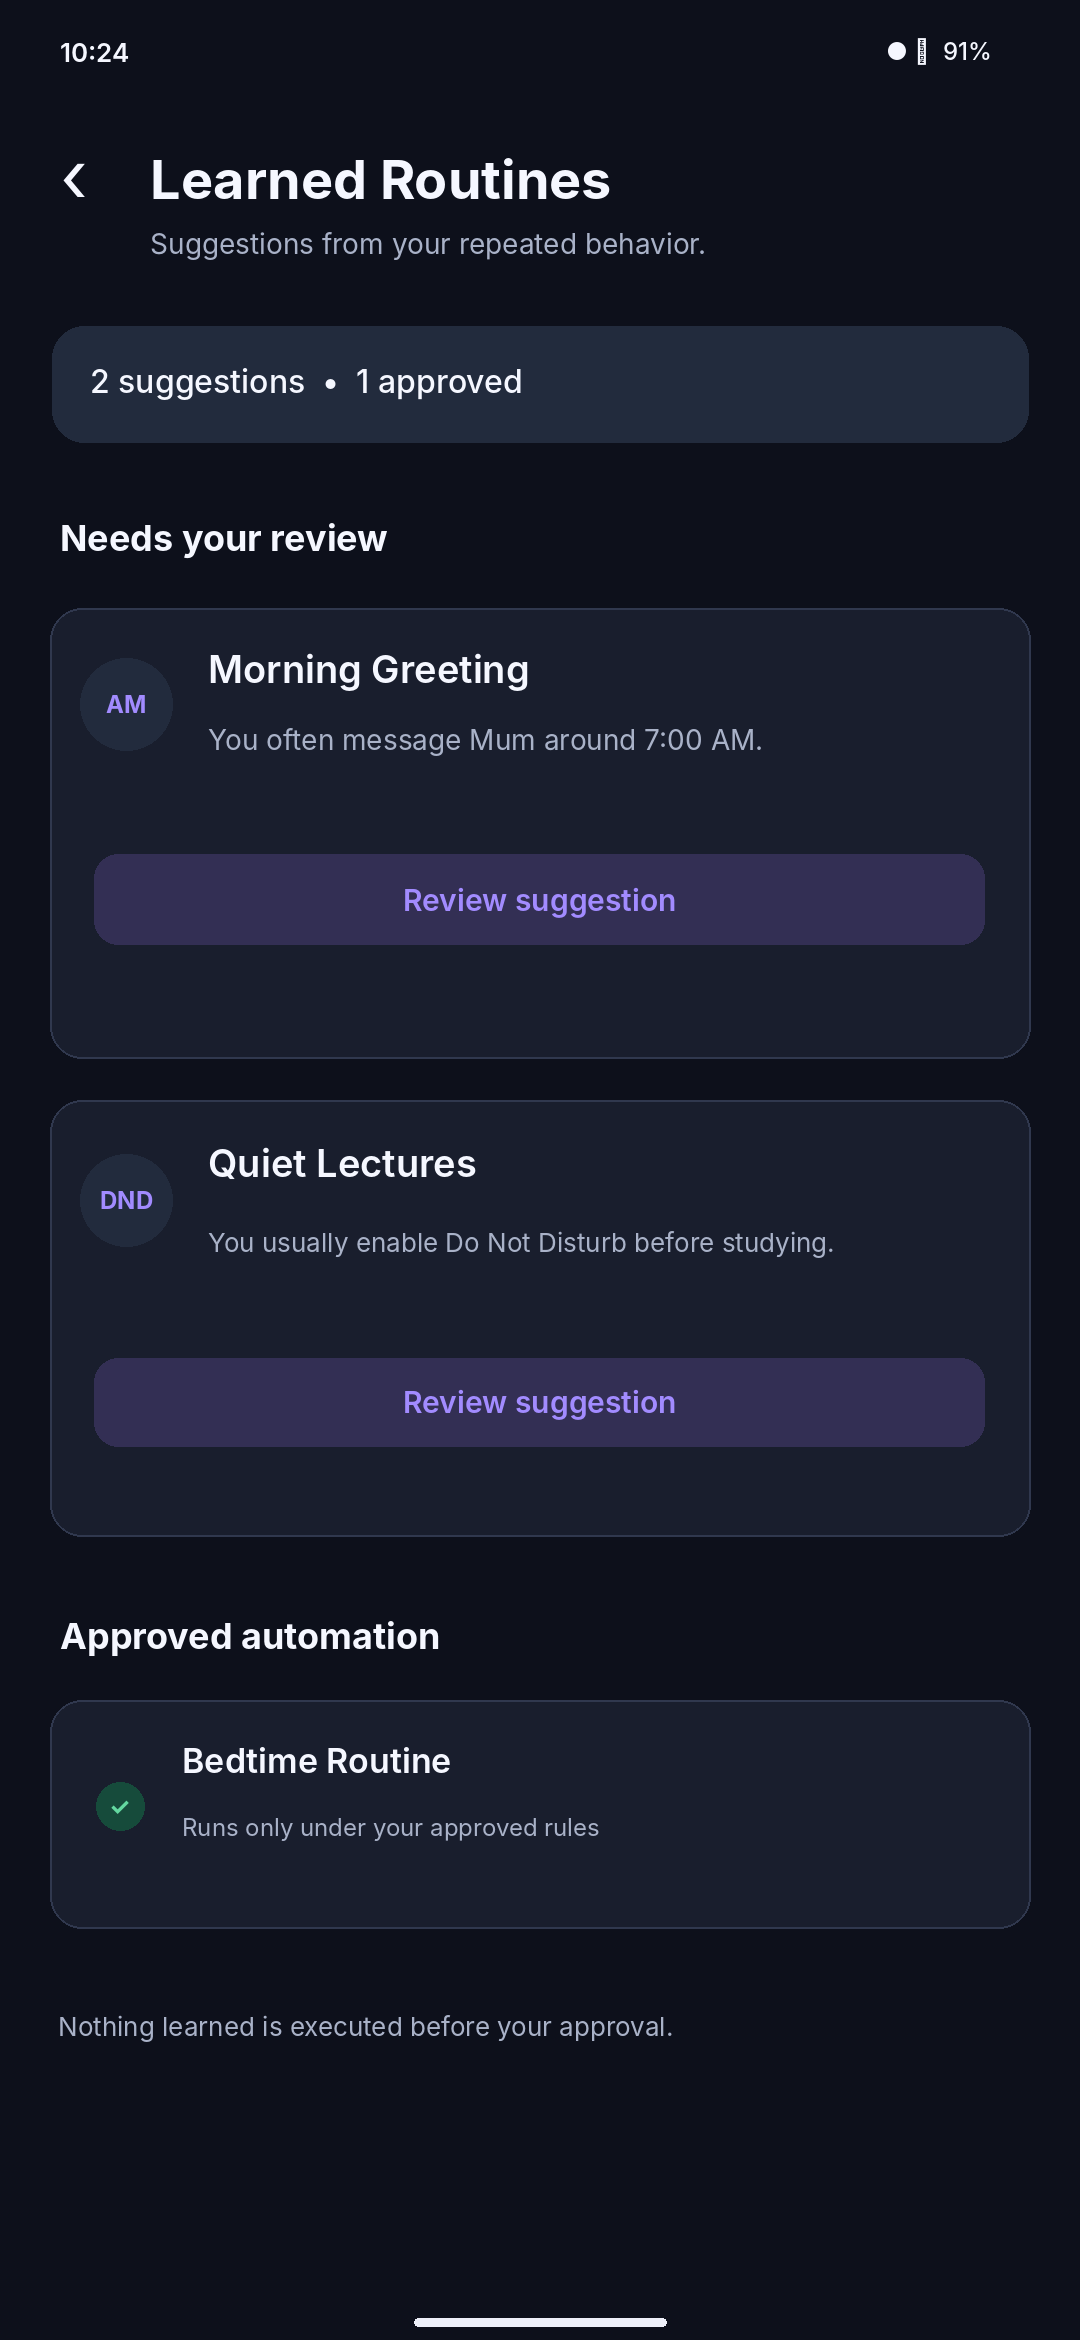 10:24
91%
Learned Routines
Suggestions from your repeated behavior.
2 suggestions • 1 approved
Needs your review
Morning Greeting
AM
You often message Mum around 7:00 AM.
Review suggestion
Quiet Lectures
DND
You usually enable Do Not Disturb before studying.
Review suggestion
Approved automation
Bedtime Routine
Runs only under your approved rules
Nothing learned is executed before your approval.